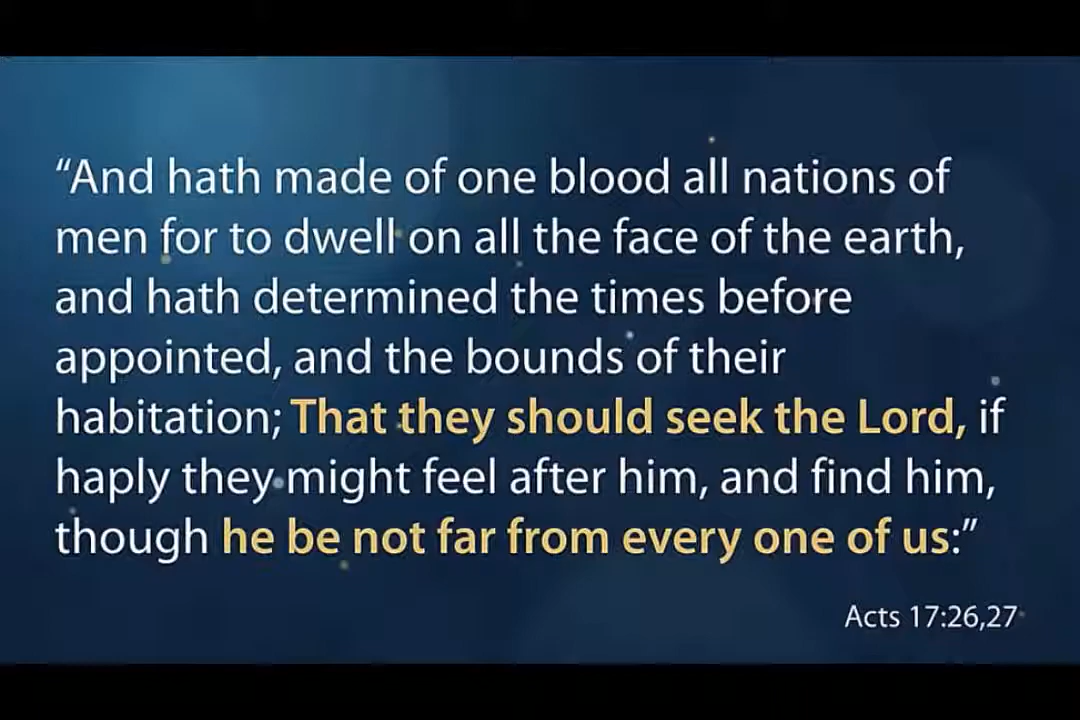 “And hath made of one blood all nations of
men for to dwell on all the face of the earth,
and hath determined the times before
appointed, and the bounds of their
habitation; That they should seek the Lord, if
haply they might feel after him, and find him,
though he be not far from every one of us:”
Acts 17:26,27